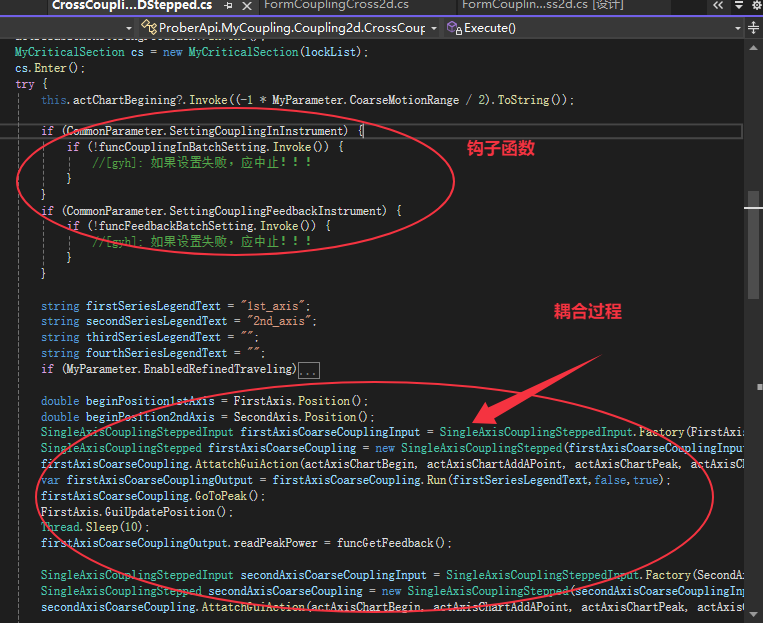 CrossCoupli...DStepped.cs FormCouplingCross2d.cs FormCouplin...ss2d.cs [设计]
ProberApi.MyCoupling.Coupling2d.CrossCoup Execute()
MyCriticalSection cs = new MyCriticalSection(lockList);
cs.Enter();
try {
this.actChartBegining?.Invoke((-1 * MyParameter.CoarseMotionRange / 2).ToString());
if (CommonParameter.SettingCouplingInInstrument) {
if (!funcCouplingInBatchSetting.Invoke()) {
钩子函数
//[gyh]: 如果设置失败，应中止！！！
}
}
if (CommonParameter.SettingCouplingFeedbackInstrument) {
if (!funcFeedbackBatchSetting.Invoke()) {
//[gyh]: 如果设置失败，应中止！！！
}
}
string firstSeriesLegendText = "1st_axis";
耦合过程
string secondSeriesLegendText = "2nd_axis";
string thirdSeriesLegendText = "";
string fourthSeriesLegendText = "";
if (MyParameter.EnabledRefinedTraveling)...
double beginPosition1stAxis = FirstAxis.Position();
double beginPosition2ndAxis = SecondAxis.Position();
SingleAxisCouplingSteppedInput firstAxisCoarseCouplingInput = SingleAxisCouplingSteppedInput.Factory(FirstAxis
SingleAxisCouplingStepped firstAxisCoarseCoupling = new SingleAxisCouplingStepped(firstAxisCoarseCouplingInput
firstAxisCoarseCoupling.AttatchGuiAction(actAxisChartBegin, actAxisChartAddAPoint, actAxisChartPeak, actAxisCh
var firstAxisCoarseCouplingOutput = firstAxisCoarseCoupling.Run(firstSeriesLegendText,false,true);
firstAxisCoarseCoupling.GoToPeak();
FirstAxis.GuiUpdatePosition();
Thread.Sleep(10);
firstAxisCoarseCouplingOutput.readPeakPower = funcGetFeedback();
SingleAxisCouplingSteppedInput secondAxisCoarseCouplingInput = SingleAxisCouplingSteppedInput.Factory(SecondAx
SingleAxisCouplingStepped secondAxisCoarseCoupling = new SingleAxisCouplingStepped(secondAxisCoarseCouplingInp
secondAxisCoarseCoupling.AttatchGuiAction(actAxisChartBegin, actAxisChartAddAPoint, actAxisChartPeak, actAxisC